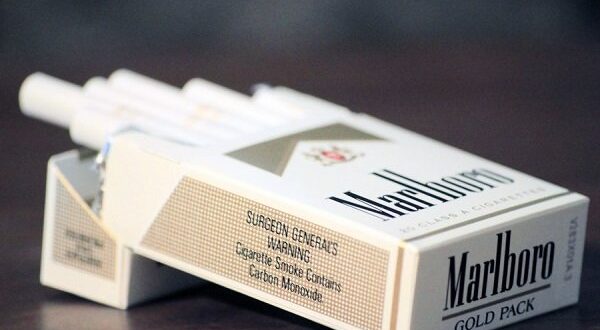 SURGEON GENERAL'S
WARNING
Cigarette Smoke Contains
Carbon Monoxide.
Marlboro
20 CLASS A CIGARETTES
Marlboro
GOLD PACK